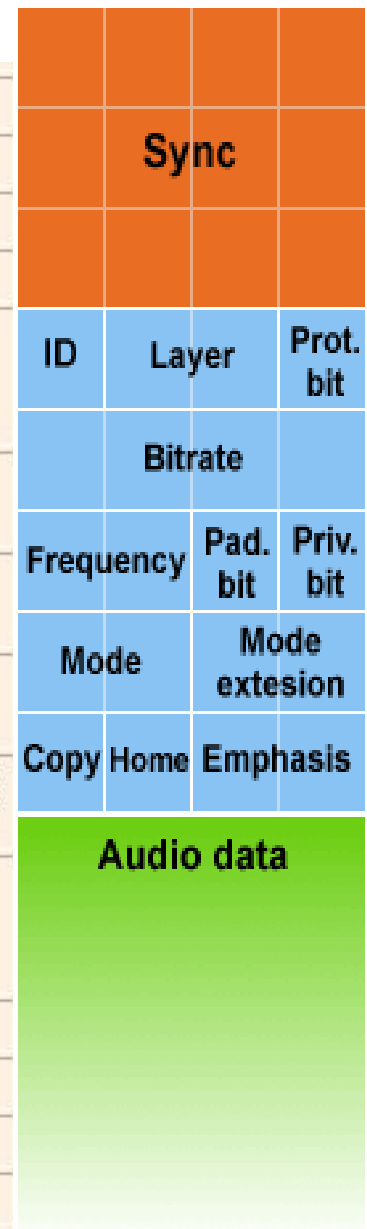 Sync
ID Layer Prot. bit
Bitrate
Frequency Pad. bit Priv. bit
Mode Mode extesion
Copy Home Emphasis
Audio data